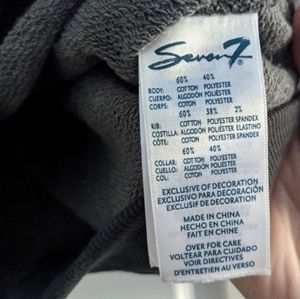 Seven7®
60% 40%
BODY: COTTON POLYESTER
CUERPO: ALGODÓN POLIÉSTER
CORPS: COTON POLYESTER
60% 38% 2%
RIB: COTTON POLYESTER SPANDEX
COSTILLA: ALGODÓN POLIÉSTER ELASTINO
CÔTE: COTON POLYESTER SPANDEX
60% 40%
COLLAR: COTTON POLYESTER
CUELLO: ALGODÓN POLIÉSTER
COL: COTON POLYESTER
EXCLUSIVE OF DECORATION
EXCLUSIVO PARA DECORACIÓN
EXCLUSIF DE DÉCORATION
MADE IN CHINA
HECHO EN CHINA
FAIT EN CHINE
OVER FOR CARE
VOLTEAR PARA CUIDADO
VOIR DIRECTIVES
D'ENTRETIEN AU VERSO